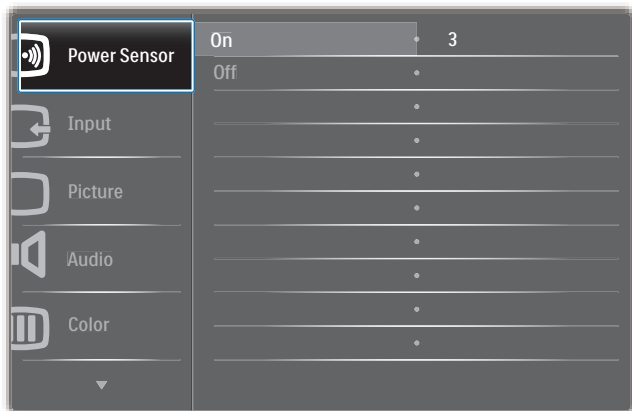 Power Sensor
On 3
Off
Input
Picture
Audio
Color